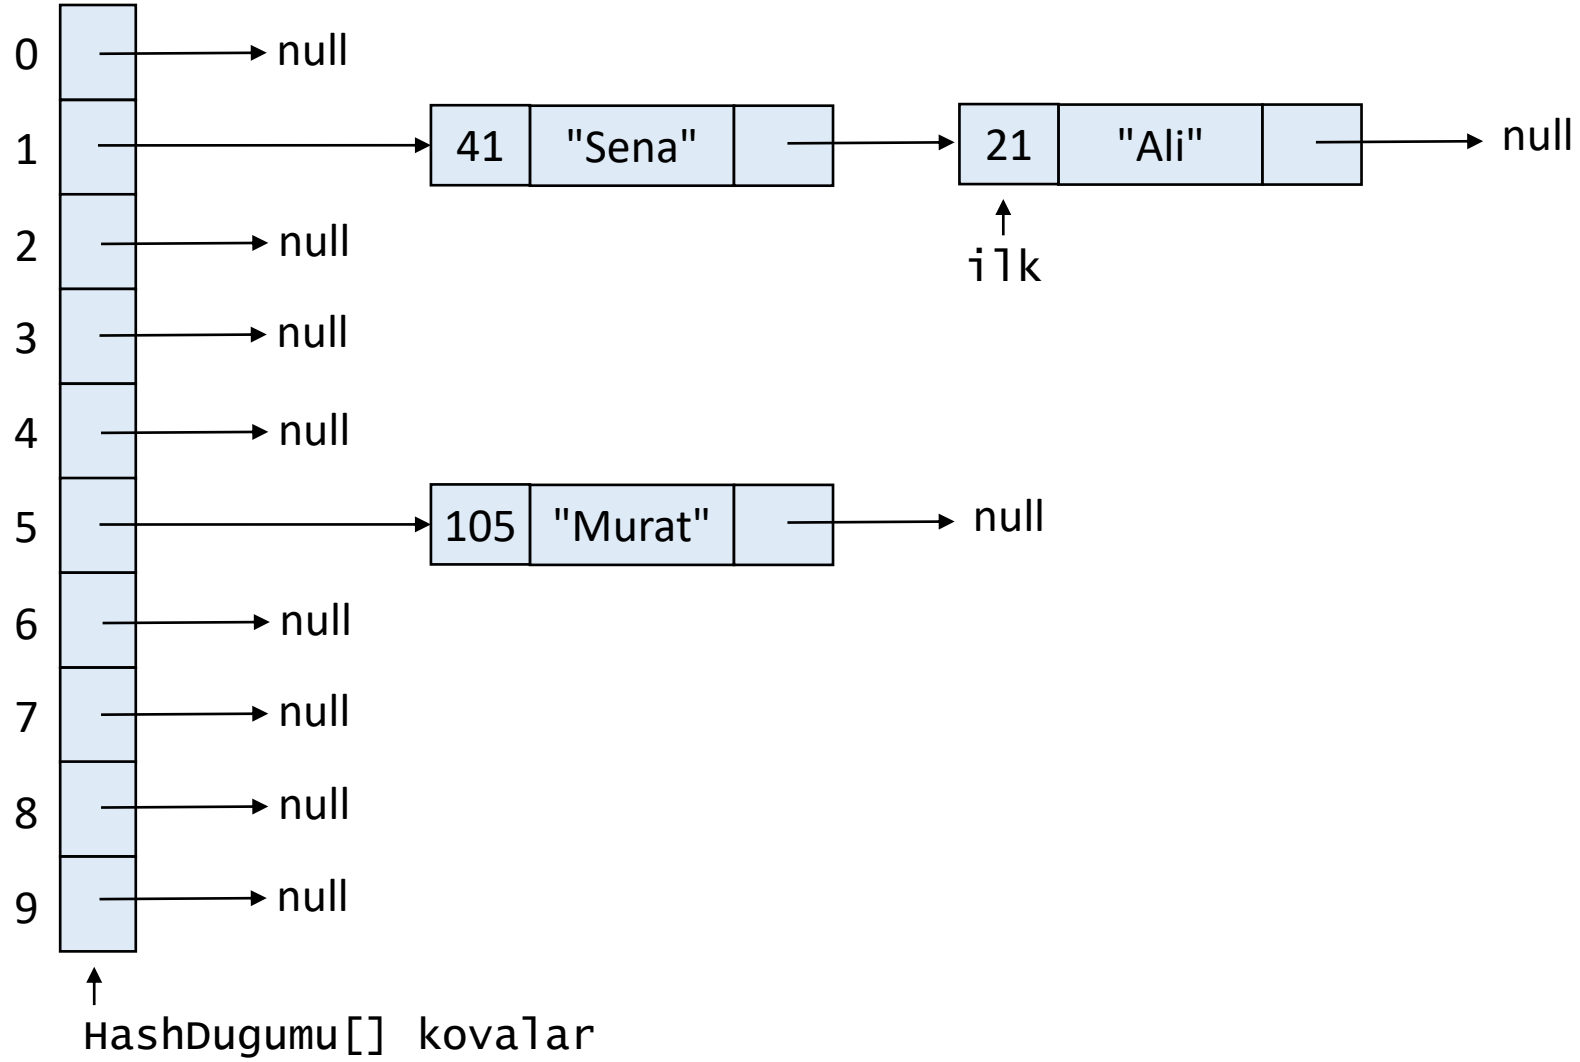 0 null
1 41 "Sena" 21 "Ali" null
ilk
2 null
3 null
4 null
5 105 "Murat" null
6 null
7 null
8 null
9 null
HashDugumu[] kovalar